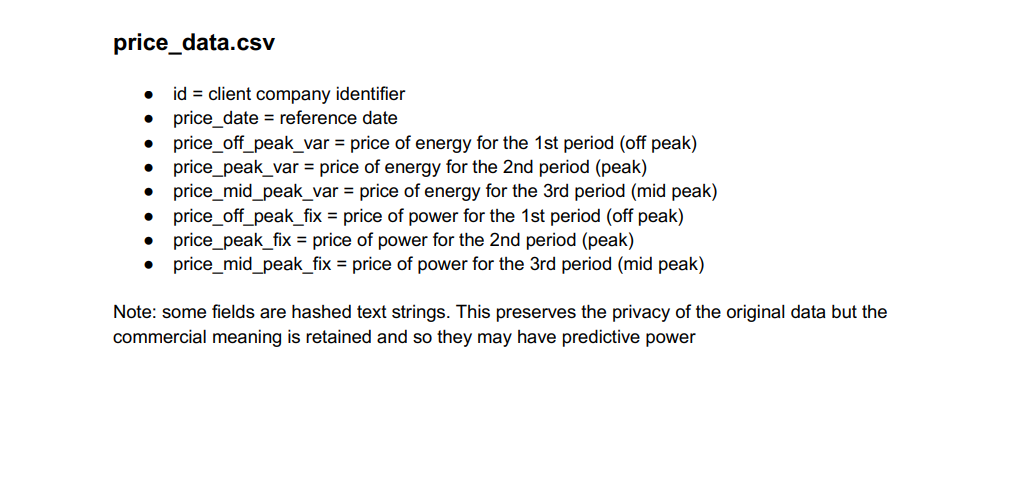 price_data.csv
● id = client company identifier
● price_date = reference date
● price_off_peak_var = price of energy for the 1st period (off peak)
● price_peak_var = price of energy for the 2nd period (peak)
● price_mid_peak_var = price of energy for the 3rd period (mid peak)
● price_off_peak_fix = price of power for the 1st period (off peak)
● price_peak_fix = price of power for the 2nd period (peak)
● price_mid_peak_fix = price of power for the 3rd period (mid peak)
Note: some fields are hashed text strings. This preserves the privacy of the original data but the
commercial meaning is retained and so they may have predictive power